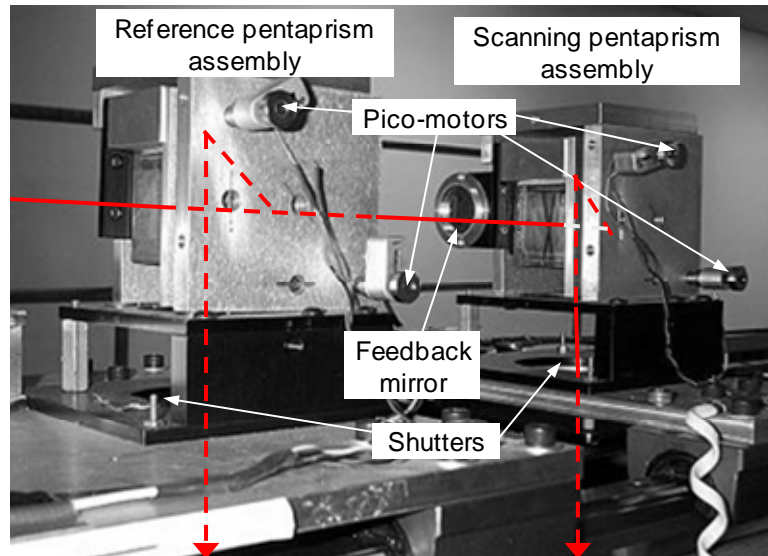 Reference pentaprism
assembly
Scanning pentaprism
assembly
Pico-motors
Feedback
mirror
Shutters